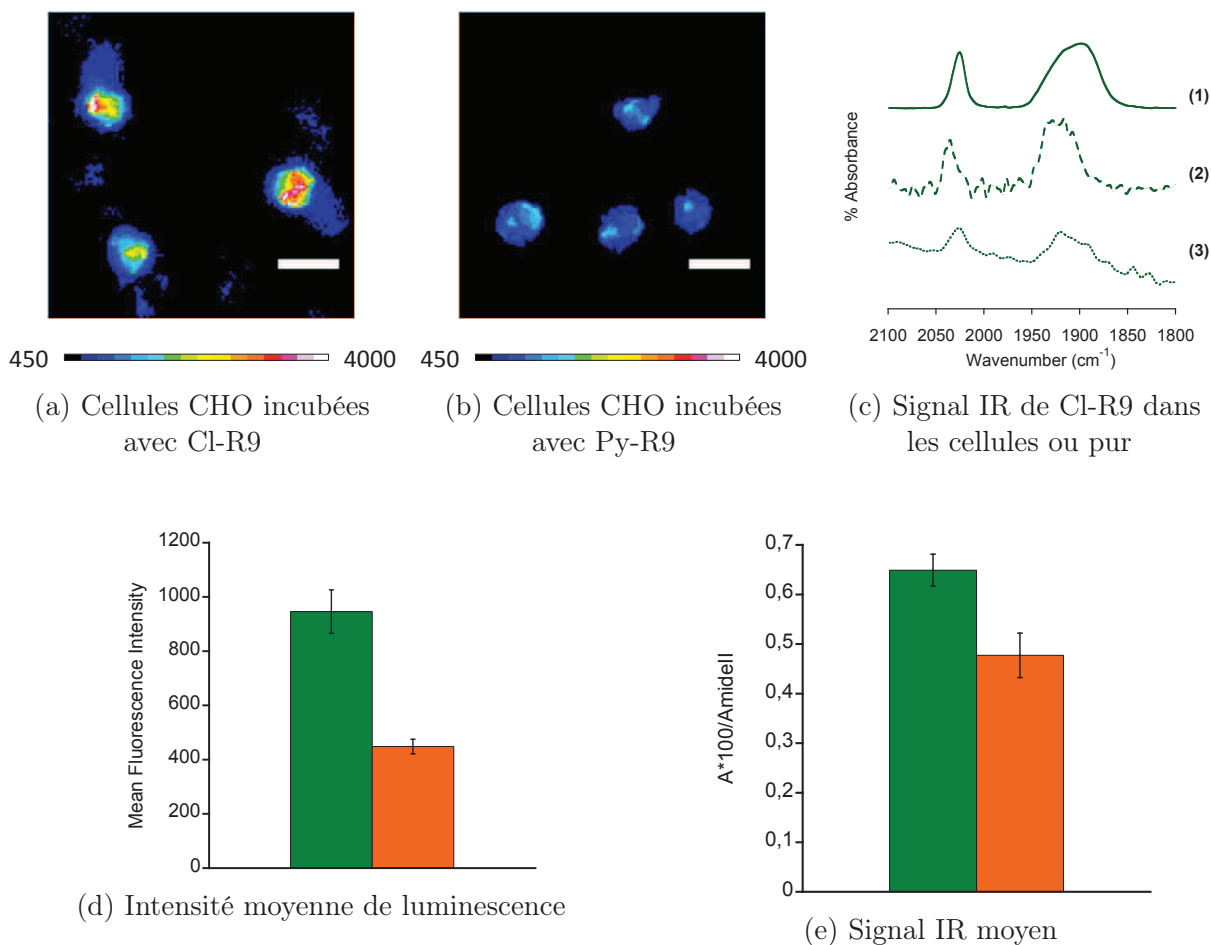 450
4000
450
4000
(a) Cellules CHO incubées
avec Cl-R9
(b) Cellules CHO incubées
avec Py-R9
% Absorbance
(1)
(2)
(3)
2100 2050 2000 1950 1900 1850 1800
Wavenumber (cm⁻¹)
(c) Signal IR de Cl-R9 dans
les cellules ou pur
Mean Fluorescence Intensity
1200
1000
800
600
400
200
0
(d) Intensité moyenne de luminescence
A*100/AmideII
0,7
0,6
0,5
0,4
0,3
0,2
0,1
0
(e) Signal IR moyen